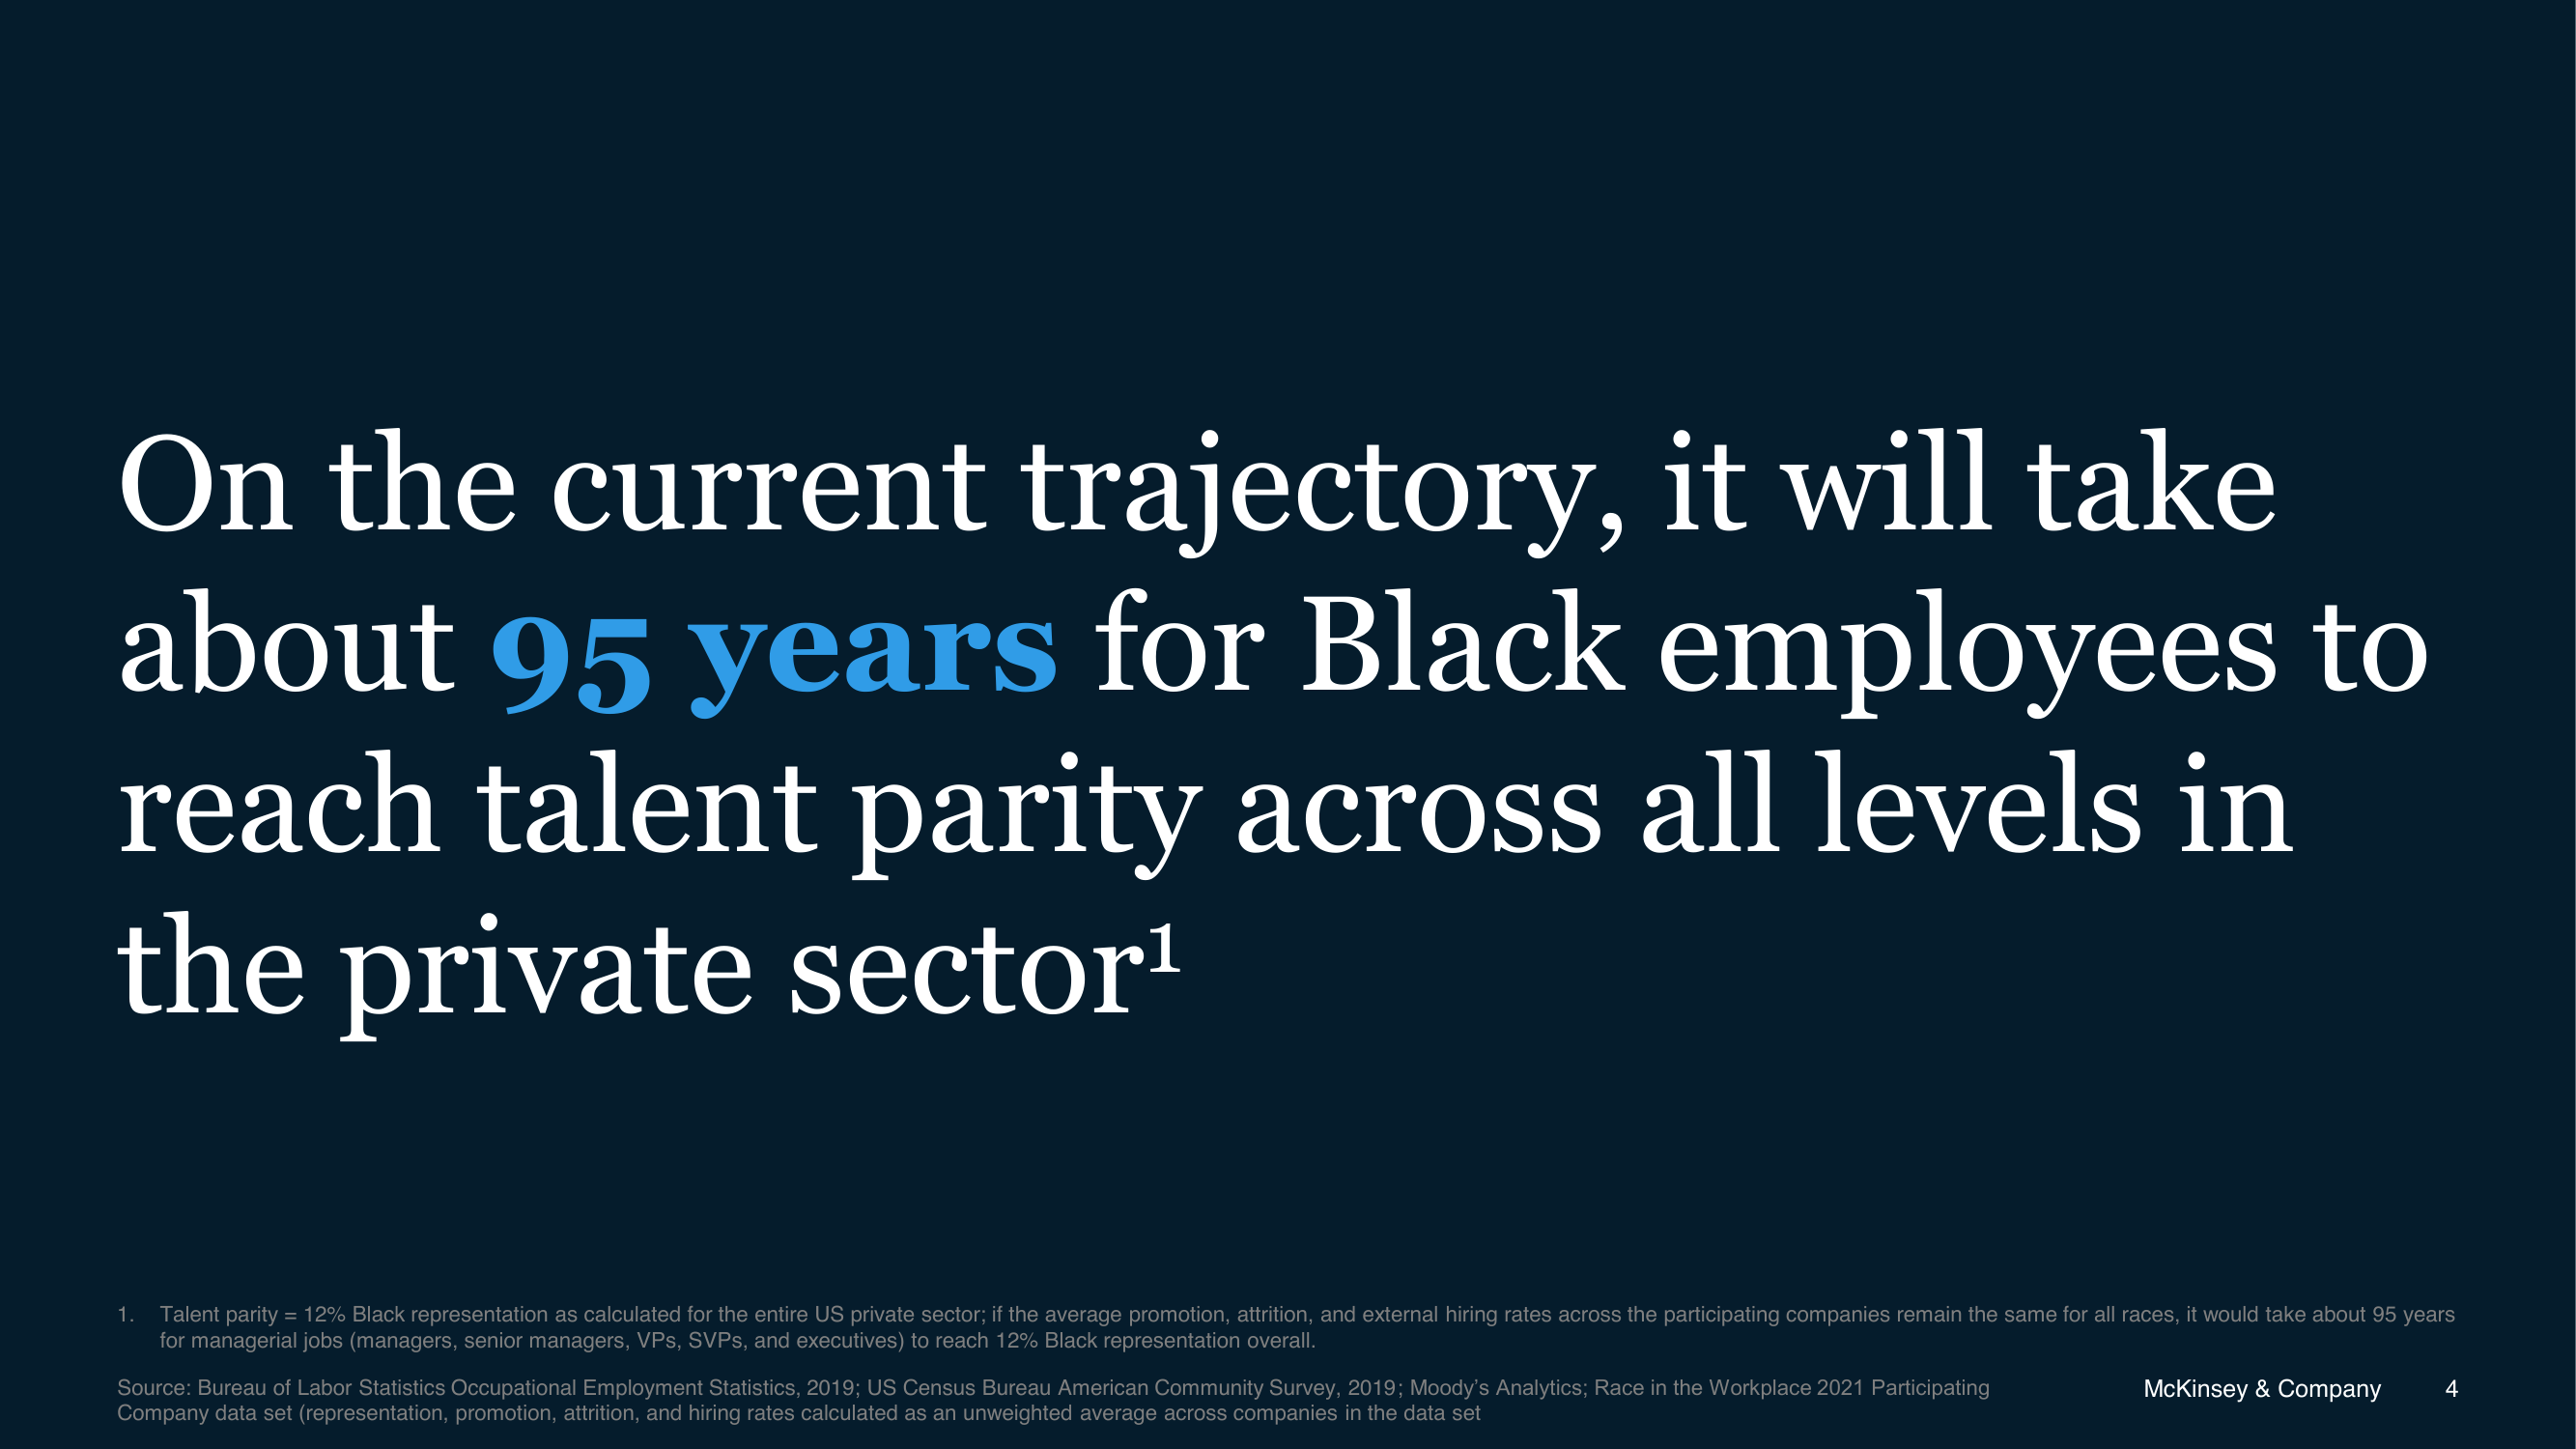 On the current trajectory, it will take
about 95 years for Black employees to
reach talent parity across all levels in
the private sector¹
1. Talent parity = 12% Black representation as calculated for the entire US private sector; if the average promotion, attrition, and external hiring rates across the participating companies remain the same for all races, it would take about 95 years
for managerial jobs (managers, senior managers, VPs, SVPs, and executives) to reach 12% Black representation overall.
Source: Bureau of Labor Statistics Occupational Employment Statistics, 2019; US Census Bureau American Community Survey, 2019; Moody’s Analytics; Race in the Workplace 2021 Participating
Company data set (representation, promotion, attrition, and hiring rates calculated as an unweighted average across companies in the data set
McKinsey & Company 4